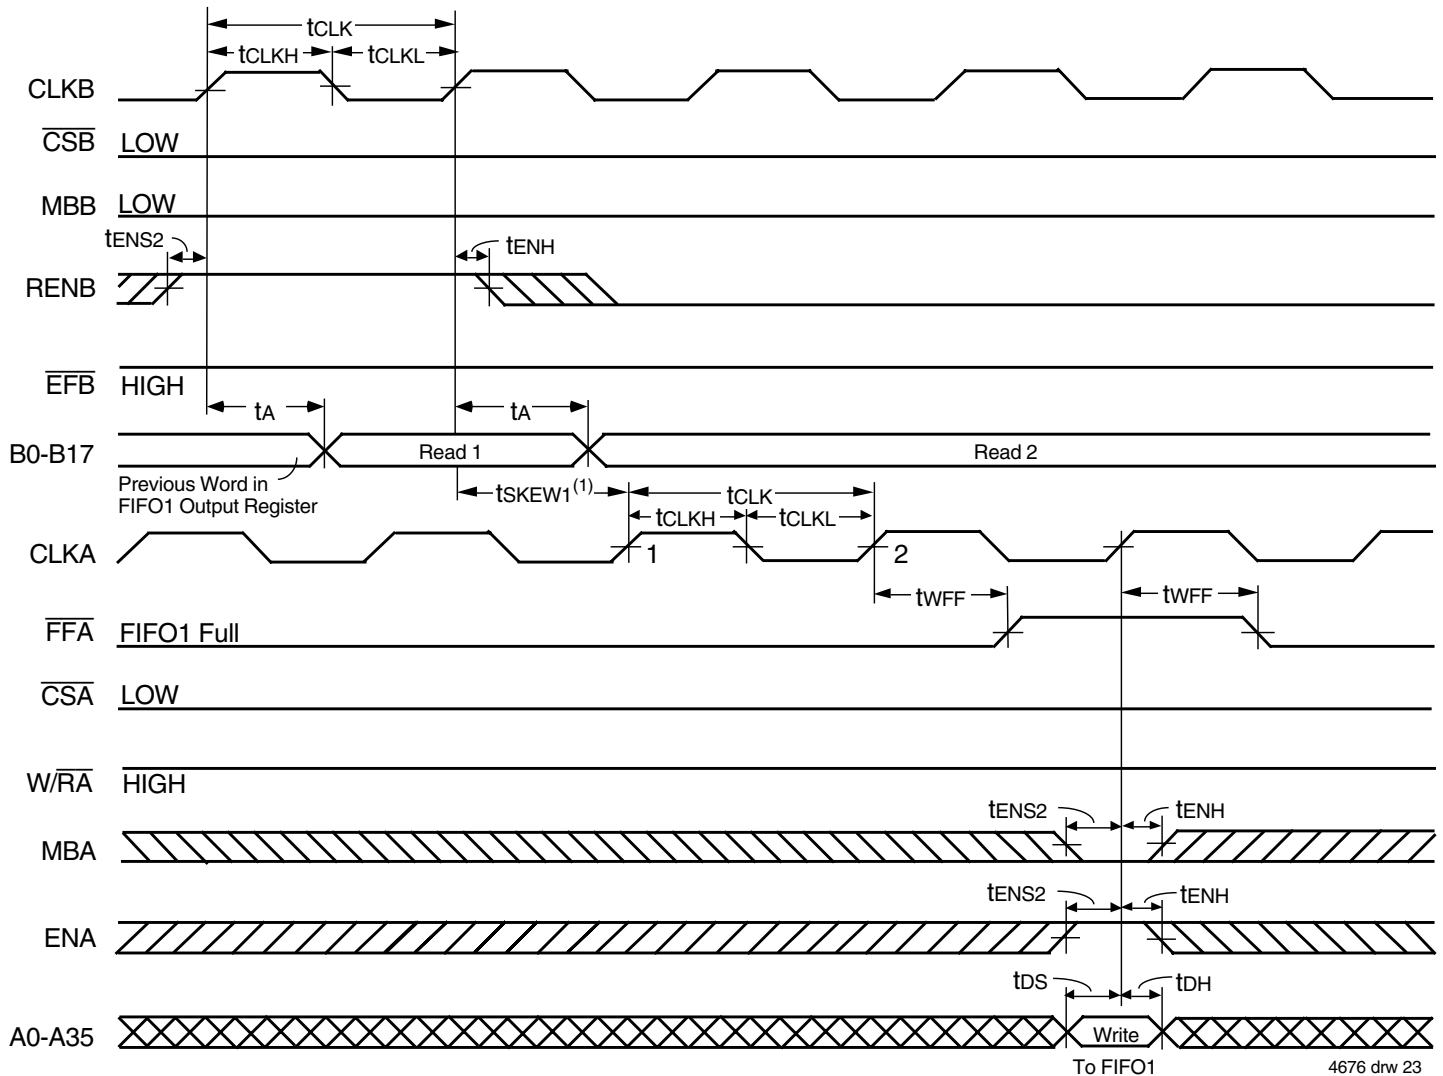 tCLK
tCLKH
tCLKL
CLKB
CSB LOW
MBB LOW
tENS2
tENH
RENB
EFB HIGH
tA
tA
B0-B17
Read 1
Read 2
Previous Word in
FIFO1 Output Register
tSKEW1(1)
tCLK
tCLKH
tCLKL
CLKA
1
2
tWFF
tWFF
FFA FIFO1 Full
CSA LOW
W/RA HIGH
tENS2
tENH
MBA
tENS2
tENH
ENA
tDS
tDH
A0-A35
Write
To FIFO1
4676 drw 23